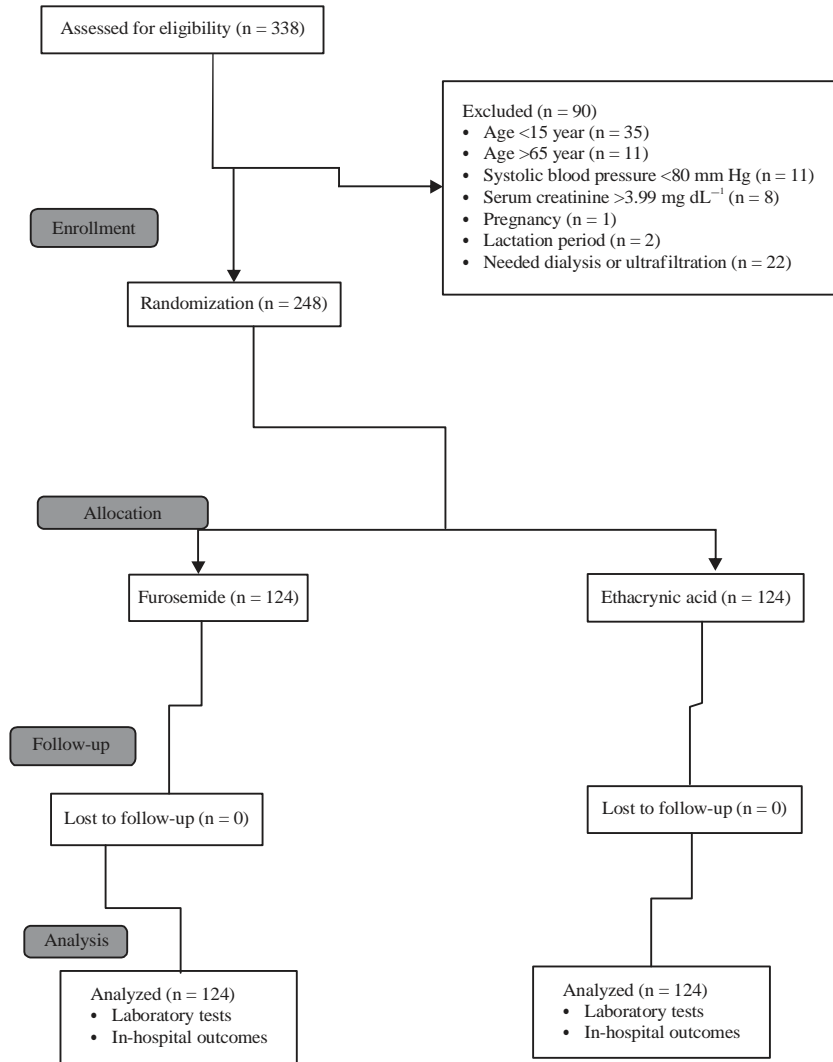 Assessed for eligibility (n = 338)
Excluded (n = 90)
• Age <15 year (n = 35)
• Age >65 year (n = 11)
• Systolic blood pressure <80 mm Hg (n = 11)
• Serum creatinine >3.99 mg dL⁻¹ (n = 8)
• Pregnancy (n = 1)
• Lactation period (n = 2)
• Needed dialysis or ultrafiltration (n = 22)
Enrollment
Randomization (n = 248)
Allocation
Furosemide (n = 124)
Ethacrynic acid (n = 124)
Follow-up
Lost to follow-up (n = 0)
Lost to follow-up (n = 0)
Analysis
Analyzed (n = 124)
• Laboratory tests
• In-hospital outcomes
Analyzed (n = 124)
• Laboratory tests
• In-hospital outcomes